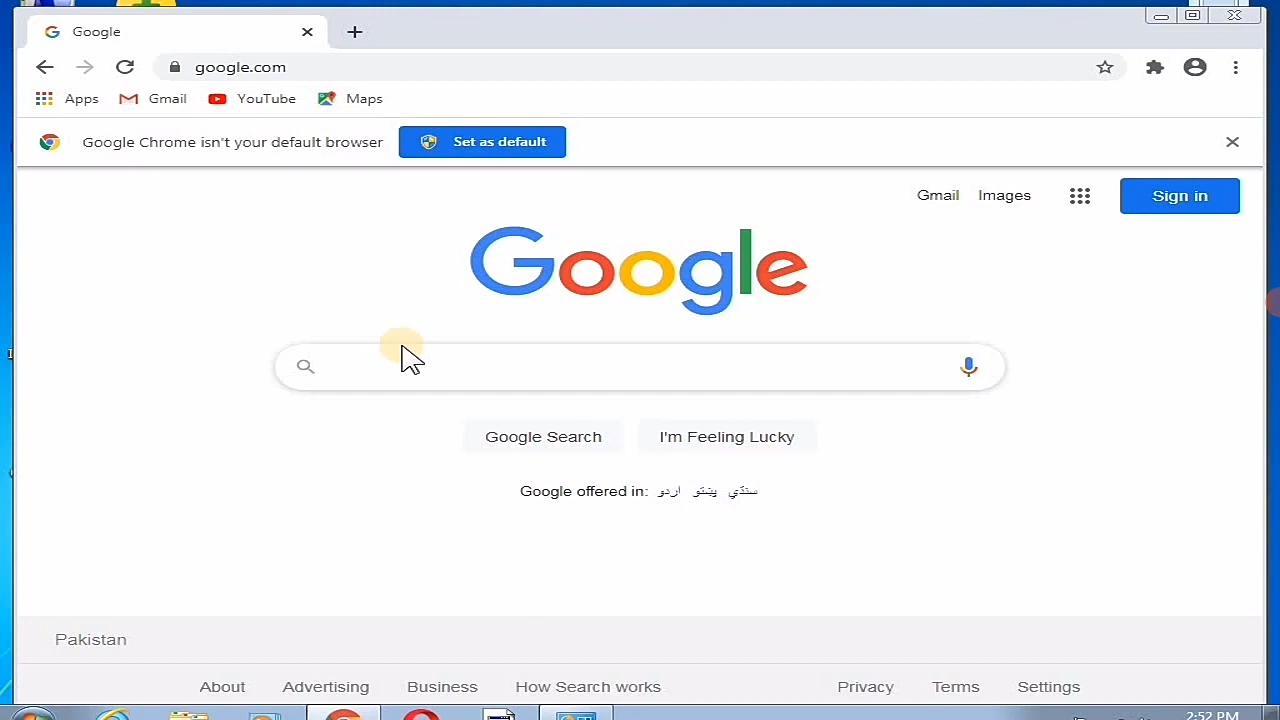 Google
google.com
Apps Gmail YouTube Maps
Google Chrome isn't your default browser Set as default
Gmail Images Sign in
Google
Google Search I'm Feeling Lucky
Google offered in: اردو پښتو سنڌي
Pakistan
About Advertising Business How Search works Privacy Terms Settings
2:52 PM